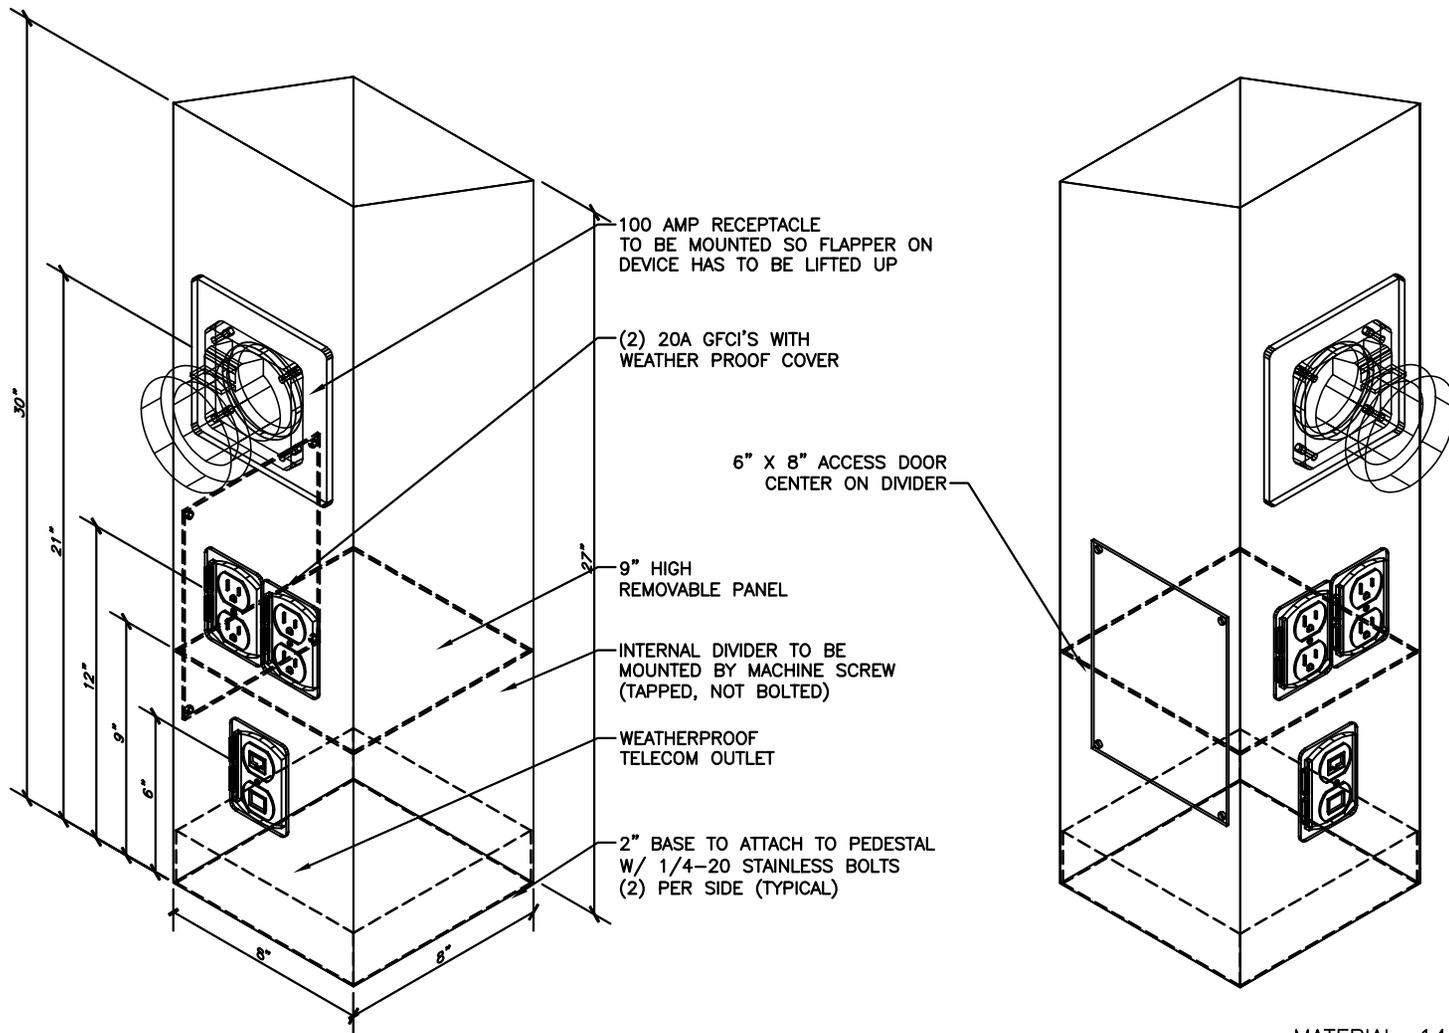 100 AMP RECEPTACLE
TO BE MOUNTED SO FLAPPER ON
DEVICE HAS TO BE LIFTED UP
(2) 20A GFCI'S WITH
WEATHER PROOF COVER
6" X 8" ACCESS DOOR
CENTER ON DIVIDER
9" HIGH
REMOVABLE PANEL
INTERNAL DIVIDER TO BE
MOUNTED BY MACHINE SCREW
(TAPPED, NOT BOLTED)
WEATHERPROOF
TELECOM OUTLET
2" BASE TO ATTACH TO PEDESTAL
W/ 1/4-20 STAINLESS BOLTS
(2) PER SIDE (TYPICAL)
30"
21"
12"
9"
6"
27"
8"
8"